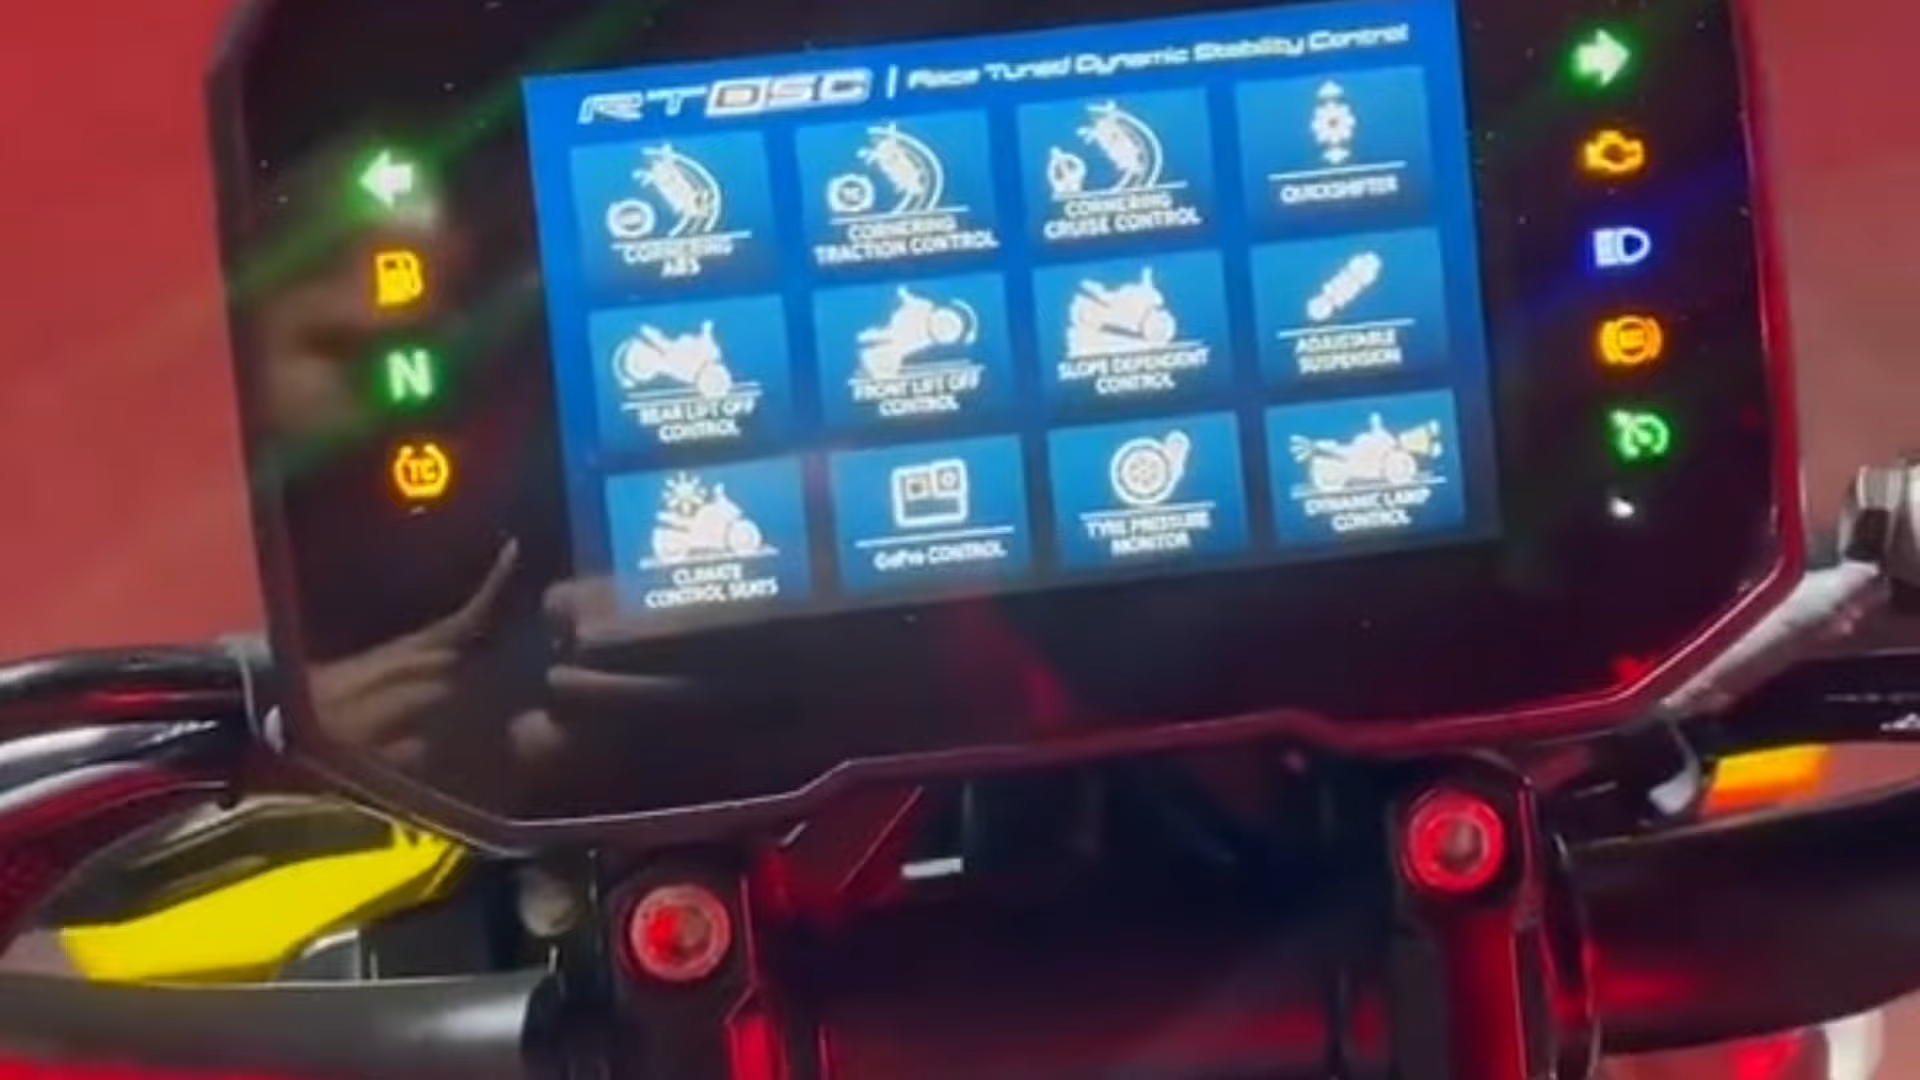 RT DSC | Race Tuned Dynamic Stability Control
CORNERING
ABS
CORNERING
TRACTION CONTROL
CORNERING
CRUISE CONTROL
QUICKSHIFTER
REAR LIFT OFF
CONTROL
FRONT LIFT OFF
CONTROL
SLOPE DEPENDENT
CONTROL
ADJUSTABLE
SUSPENSION
CLIMATE
CONTROL SEATS
GoPro CONTROL
TYRE PRESSURE
MONITOR
DYNAMIC LAMP
CONTROL
N
TC